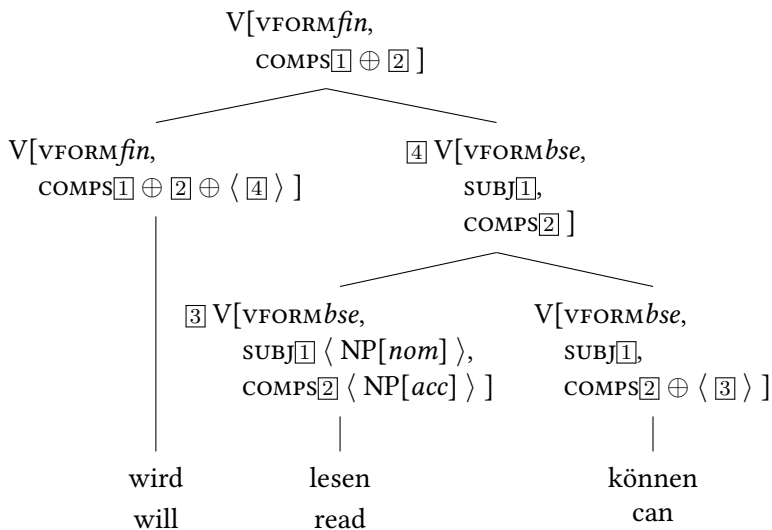 V[VFORM fin,
COMPS 1 ⊕ 2 ]
V[VFORM fin,
COMPS 1 ⊕ 2 ⊕ ⟨ 4 ⟩ ]
4 V[VFORM bse,
SUBJ 1,
COMPS 2 ]
3 V[VFORM bse,
SUBJ 1 ⟨ NP[nom] ⟩,
COMPS 2 ⟨ NP[acc] ⟩ ]
V[VFORM bse,
SUBJ 1,
COMPS 2 ⊕ ⟨ 3 ⟩ ]
wird lesen können
will read can